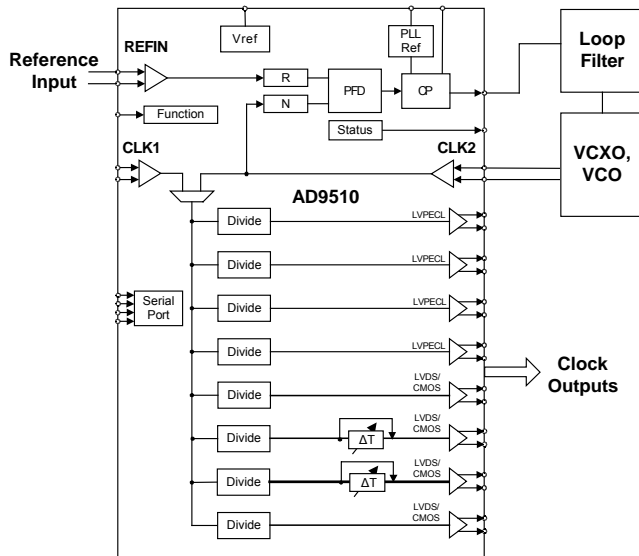 REFIN
Reference
Input
Vref
PLL
Ref
Loop
Filter
R
PFD
CP
N
Function
Status
CLK1
CLK2
VCXO,
VCO
AD9510
Divide
LVPECL
Divide
LVPECL
Divide
LVPECL
Serial
Port
Divide
LVPECL
Clock
Outputs
Divide
LVDS/
CMOS
Divide
ΔT
LVDS/
CMOS
Divide
ΔT
LVDS/
CMOS
Divide
LVDS/
CMOS